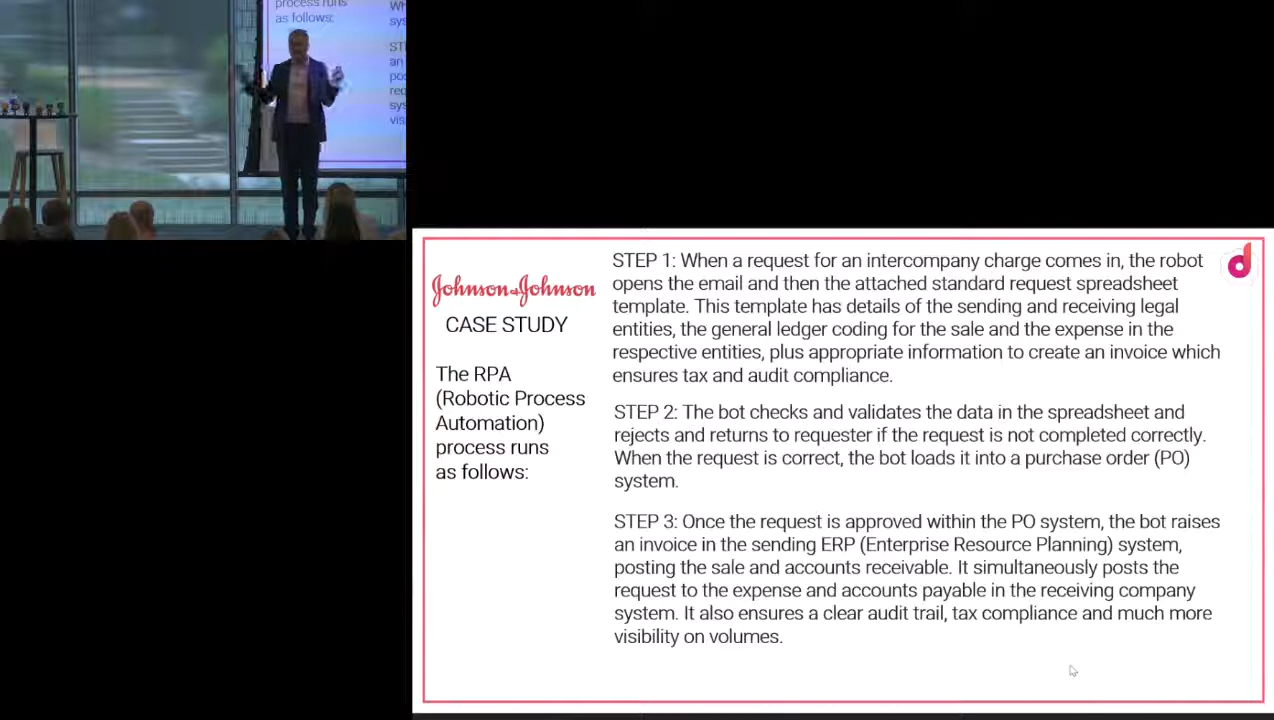 process runs
as follows:
Johnson+Johnson
CASE STUDY
The RPA
(Robotic Process
Automation)
process runs
as follows:
STEP 1: When a request for an intercompany charge comes in, the robot
opens the email and then the attached standard request spreadsheet
template. This template has details of the sending and receiving legal
entities, the general ledger coding for the sale and the expense in the
respective entities, plus appropriate information to create an invoice which
ensures tax and audit compliance.
STEP 2: The bot checks and validates the data in the spreadsheet and
rejects and returns to requester if the request is not completed correctly.
When the request is correct, the bot loads it into a purchase order (PO)
system.
STEP 3: Once the request is approved within the PO system, the bot raises
an invoice in the sending ERP (Enterprise Resource Planning) system,
posting the sale and accounts receivable. It simultaneously posts the
request to the expense and accounts payable in the receiving company
system. It also ensures a clear audit trail, tax compliance and much more
visibility on volumes.
d